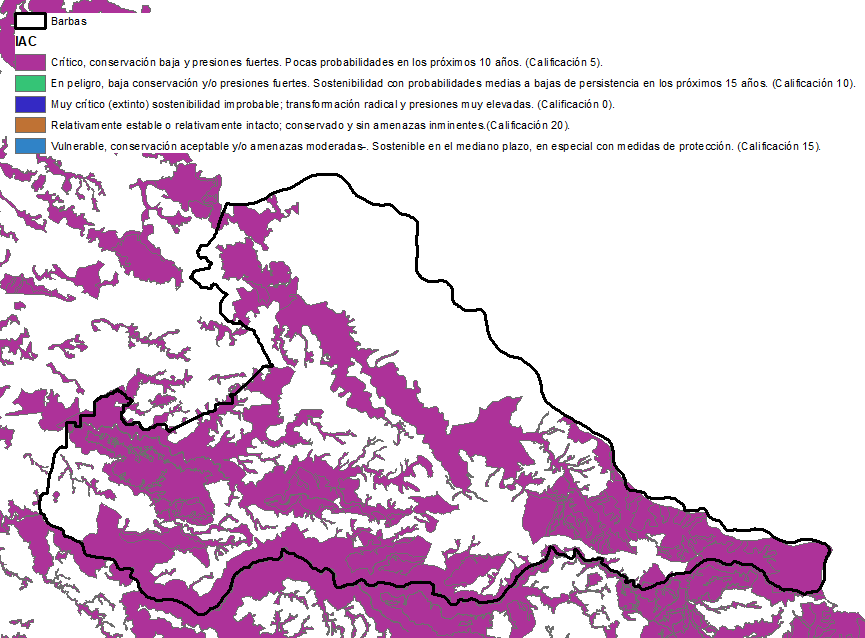 Barbas
IAC
Crítico, conservación baja y presiones fuertes. Pocas probabilidades en los próximos 10 años. (Calificación 5).
En peligro, baja conservación y/o presiones fuertes. Sostenibilidad con probabilidades medias a bajas de persistencia en los próximos 15 años. (Calificación 10).
Muy crítico (extinto) sostenibilidad improbable; transformación radical y presiones muy elevadas. (Calificación 0).
Relativamente estable o relativamente intacto; conservado y sin amenazas inminentes.(Calificación 20).
Vulnerable, conservación aceptable y/o amenazas moderadas-. Sostenible en el mediano plazo, en especial con medidas de protección. (Calificación 15).